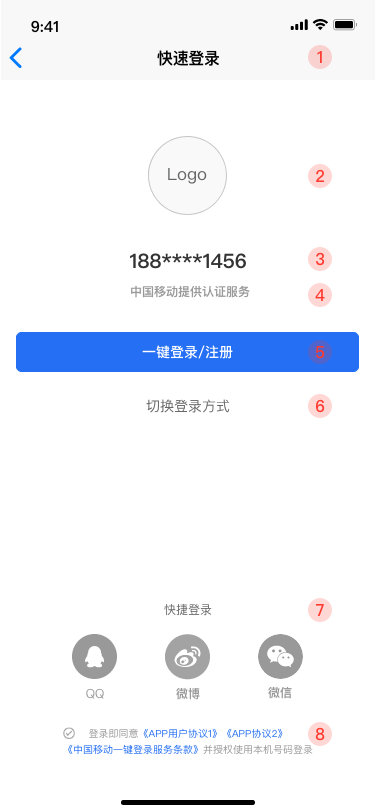 9:41
快速登录
1
Logo
2
188****1456
3
中国移动提供认证服务
4
一键登录/注册
5
切换登录方式
6
快捷登录
7
QQ
微博
微信
登录即同意《APP用户协议1》《APP协议2》
8
《中国移动一键登录服务条款》并授权使用本机号码登录